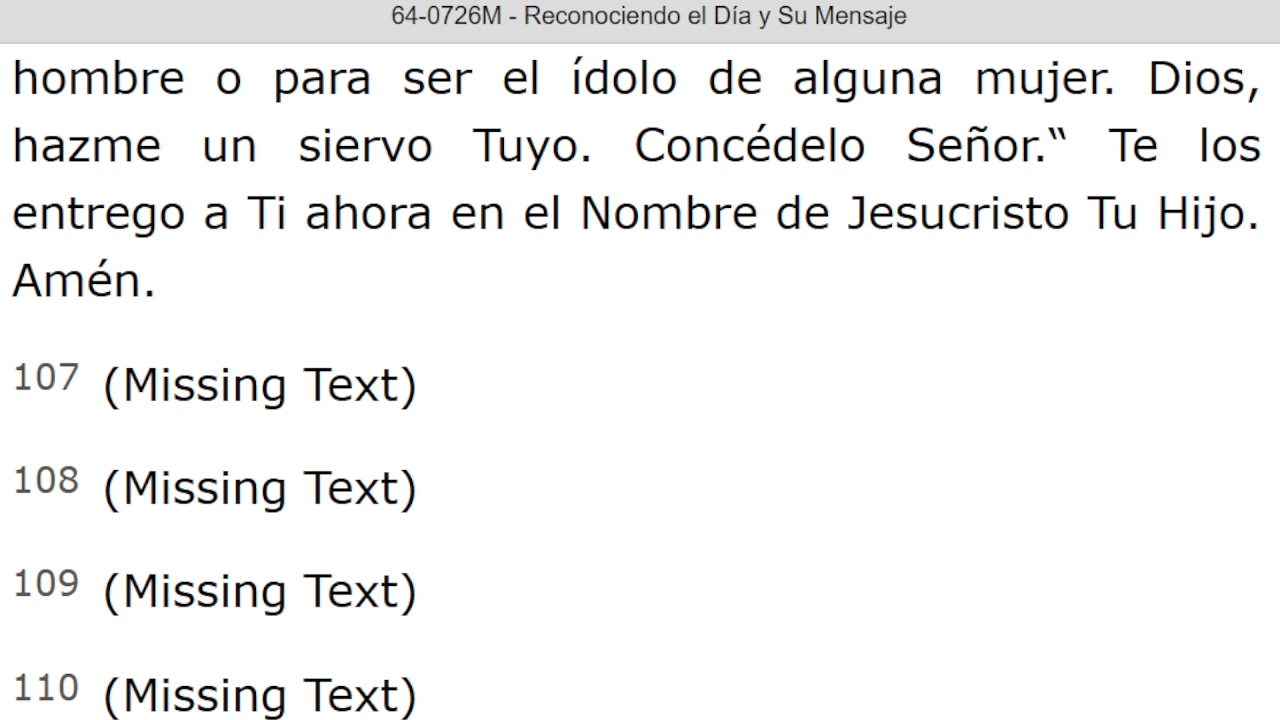 64-0726M - Reconociendo el Día y Su Mensaje
hombre o para ser el ídolo de alguna mujer. Dios,
hazme un siervo Tuyo. Concédelo Señor.“ Te los
entrego a Ti ahora en el Nombre de Jesucristo Tu Hijo.
Amén.
107 (Missing Text)
108 (Missing Text)
109 (Missing Text)
110 (Missing Text)